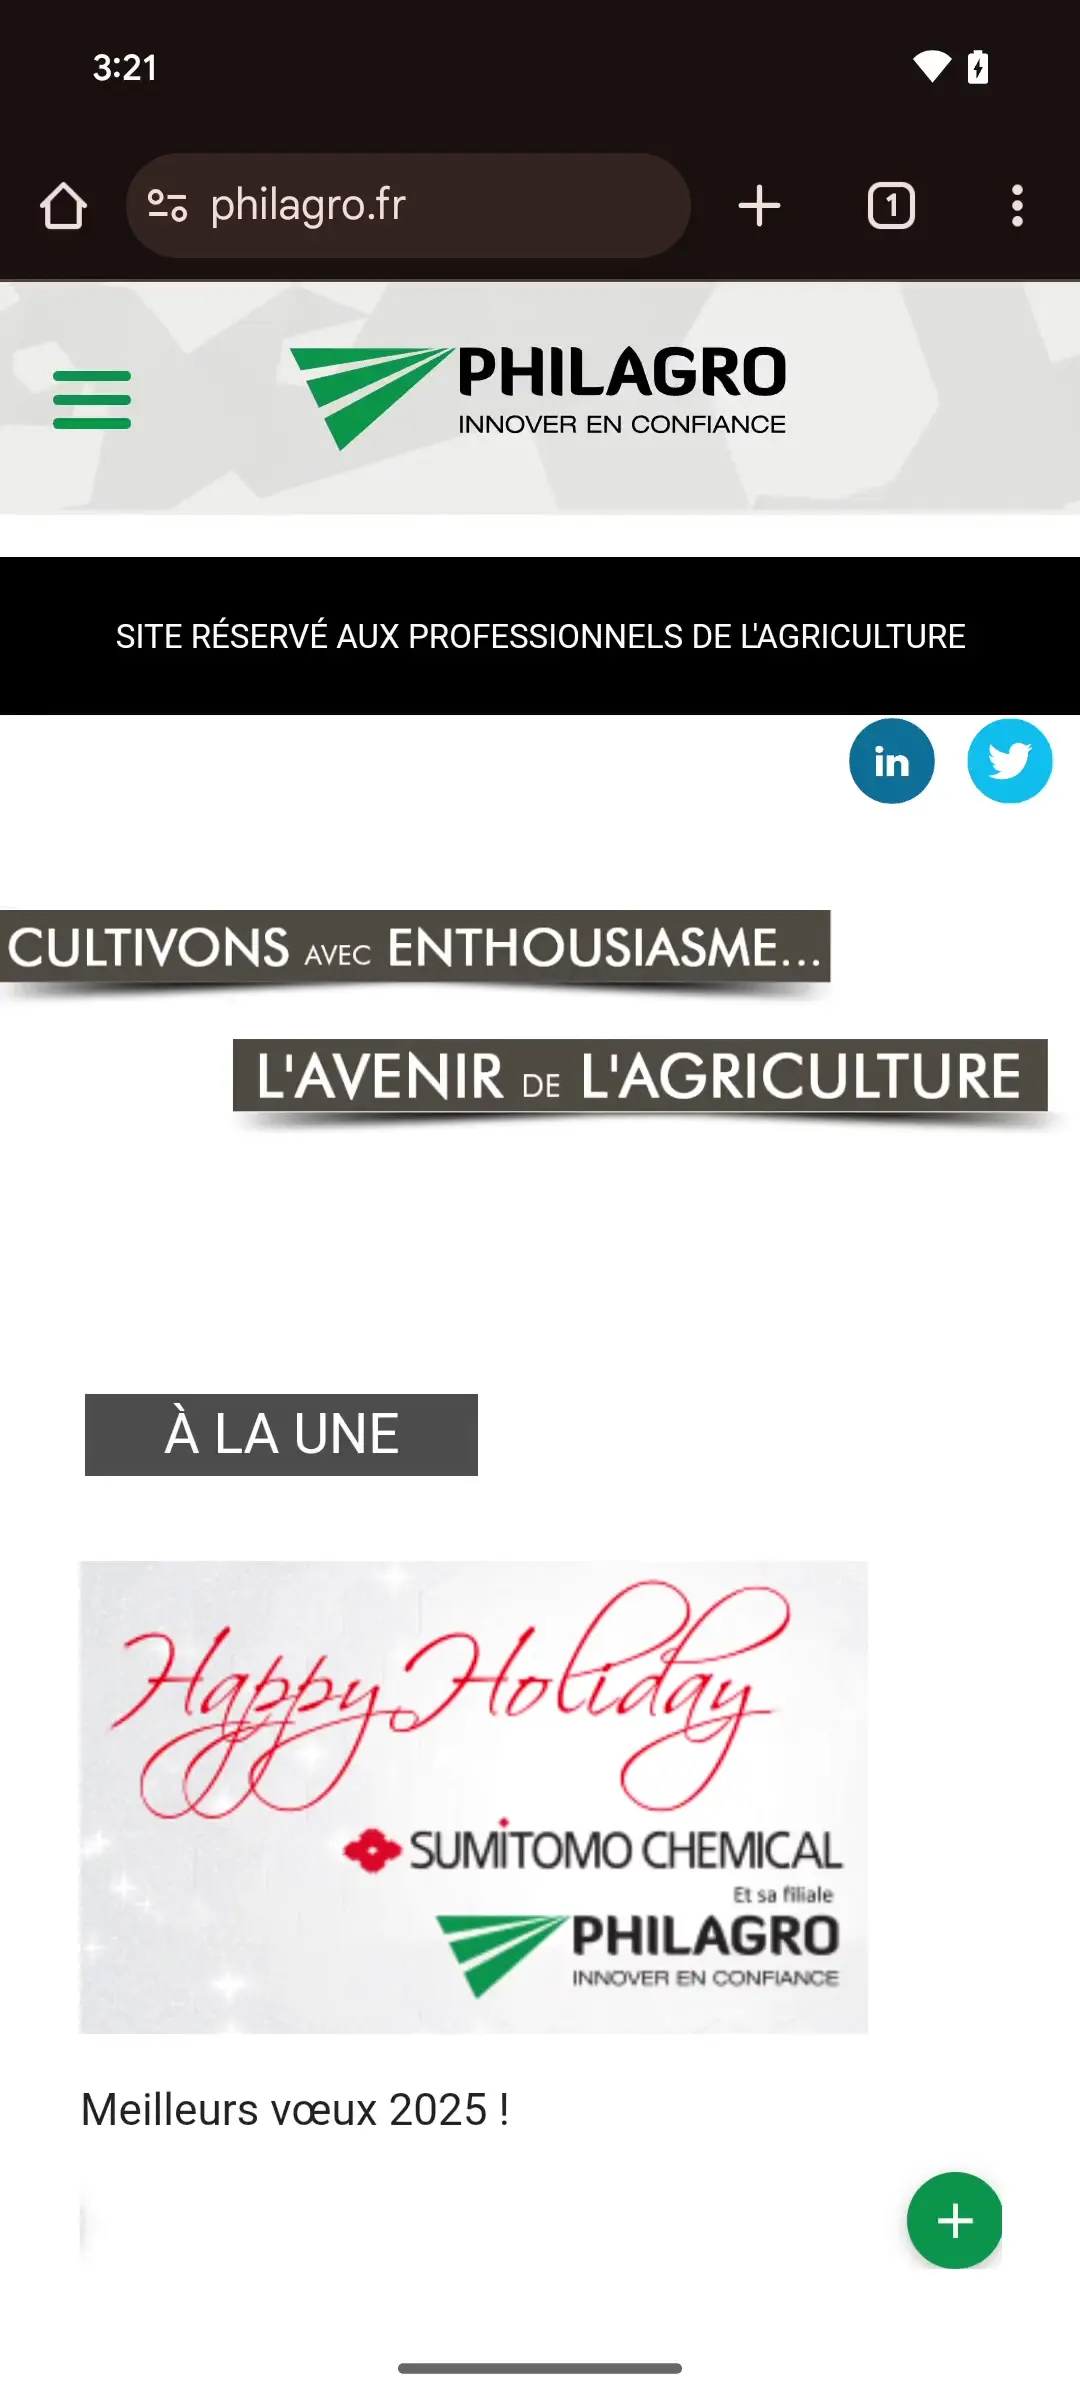 3:21
philagro.fr
1
PHILAGRO
INNOVER EN CONFIANCE
SITE RÉSERVÉ AUX PROFESSIONNELS DE L'AGRICULTURE
in
CULTIVONS AVEC ENTHOUSIASME...
L'AVENIR DE L'AGRICULTURE
À LA UNE
Happy Holiday
SUMITOMO CHEMICAL
Et sa filiale
PHILAGRO
INNOVER EN CONFIANCE
Meilleurs vœux 2025 !